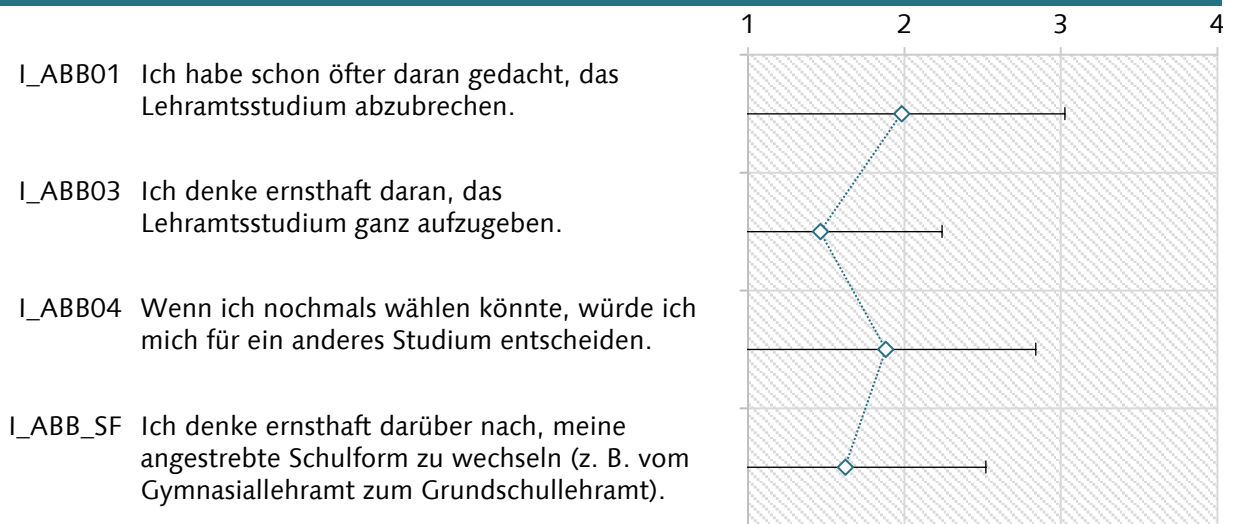 1 2 3 4
I_ABB01 Ich habe schon öfter daran gedacht, das
Lehramtsstudium abzubrechen.
I_ABB03 Ich denke ernsthaft daran, das
Lehramtsstudium ganz aufzugeben.
I_ABB04 Wenn ich nochmals wählen könnte, würde ich
mich für ein anderes Studium entscheiden.
I_ABB_SF Ich denke ernsthaft darüber nach, meine
angestrebte Schulform zu wechseln (z. B. vom
Gymnasiallehramt zum Grundschullehramt).